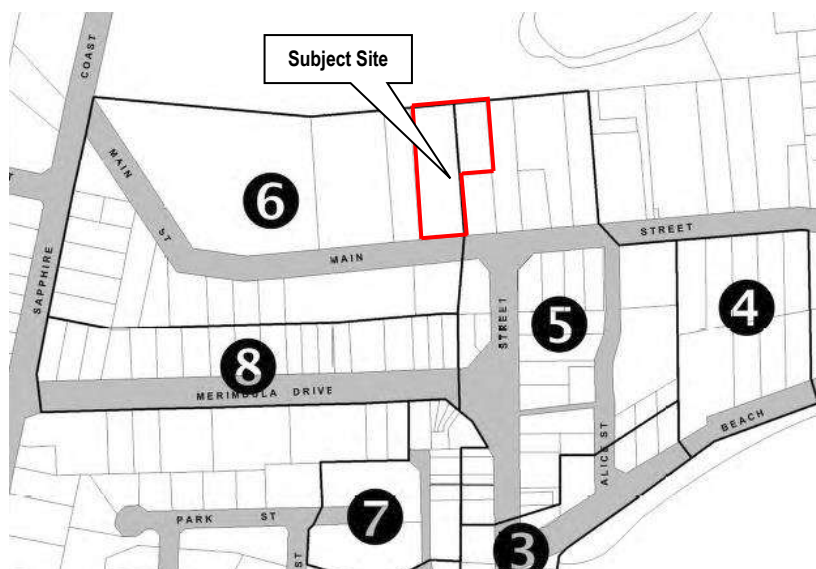 Subject Site
COAST
SAPPHIRE
MAIN ST
6
MAIN
STREET
STREET
5
4
8
MERIMBULA DRIVE
ALICE ST
BEACH
PARK ST
7
ST
3